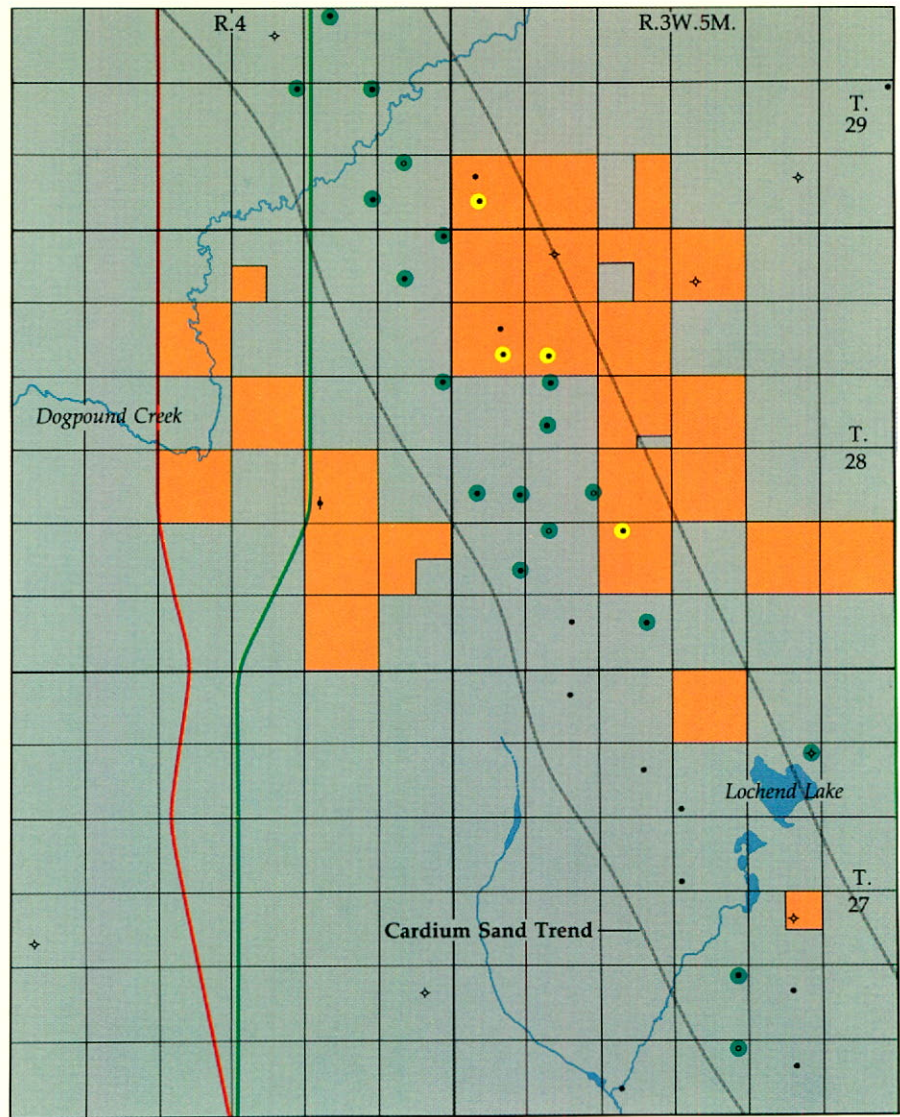 R.4
R.3W.5M.
T.
29
Dogpound Creek
T.
28
Lochend Lake
T.
27
Cardium Sand Trend